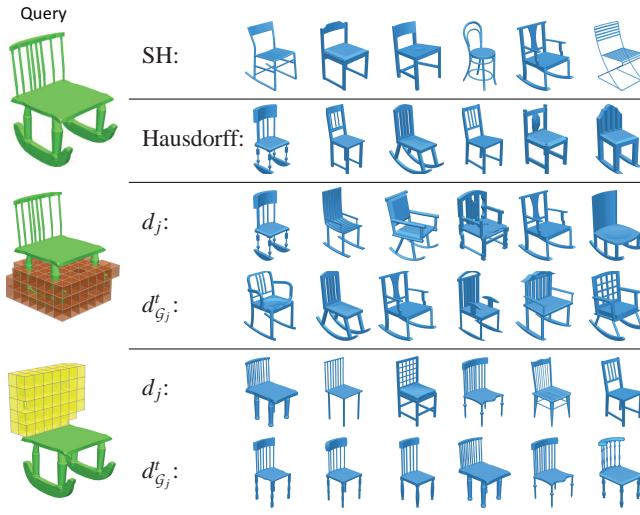 Query
SH:
Hausdorff:
d_j:
d^t_{𝒢_j}:
d_j:
d^t_{𝒢_j}: